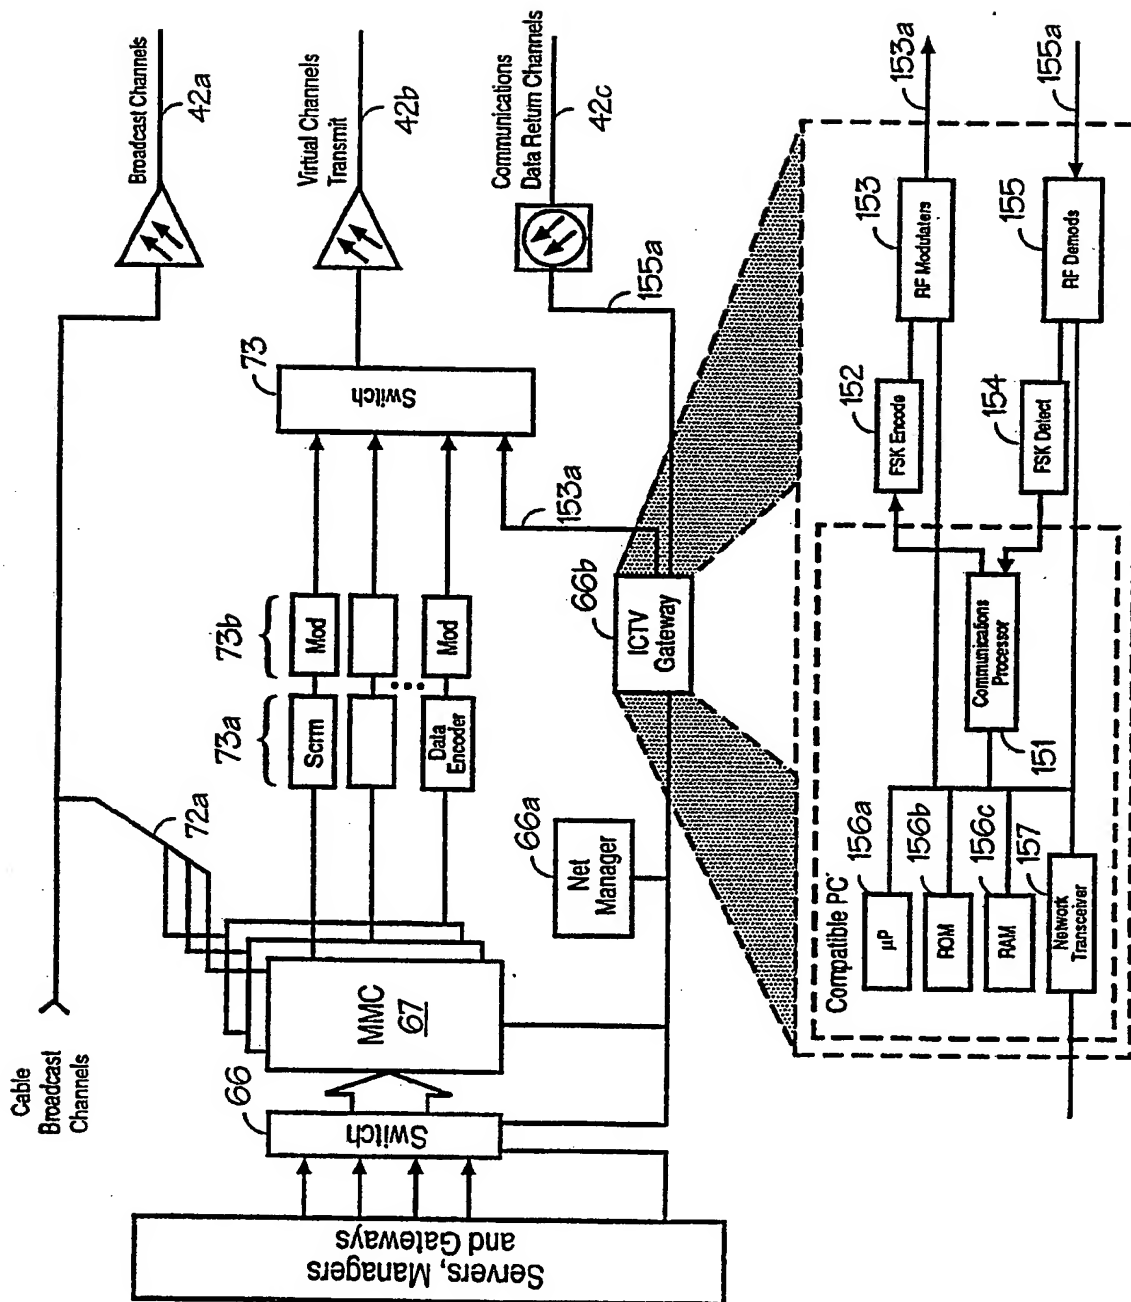 Cable
Broadcast
Channels
Broadcast Channels
42a
Virtual Channels
Transmit
42b
Communications
Data Return Channels
42c
72a
73
Switch
73a
73b
Scrm
Mod
Data
Encoder
Mod
153a
155a
66
Switch
MMC
67
Servers, Managers
and Gateways
66a
Net
Manager
66b
ICTV
Gateway
Compatible PC'
156a
μP
156b
ROM
156c
RAM
157
Network
Transceiver
Communications
Processor
151
152
FSK Encode
154
FSK Detect
153
RF Modulaters
153a
155
RF Demods
155a